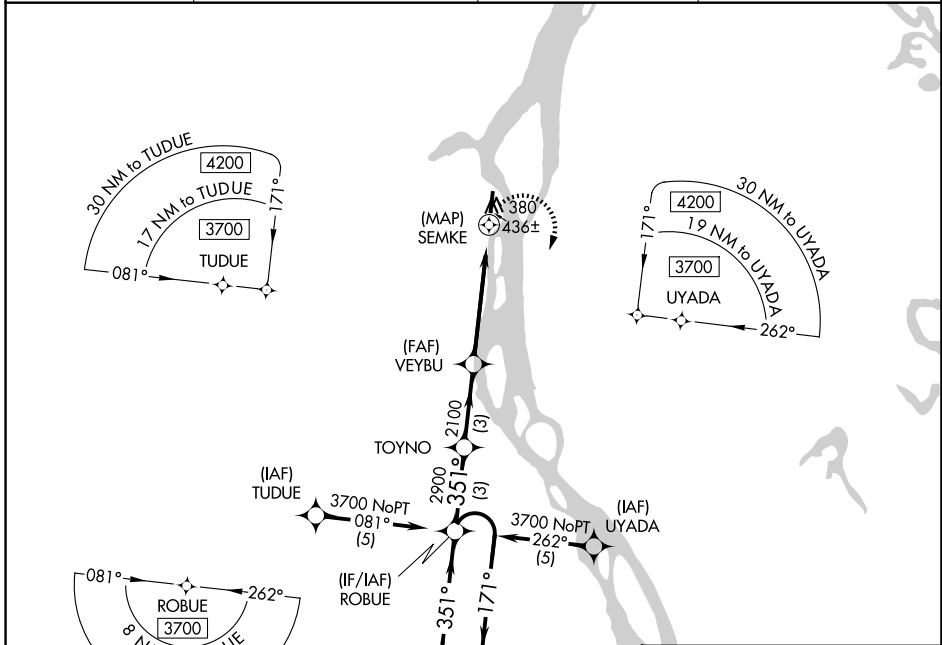 30 NM to TUDUE
4200
17 NM to TUDUE
3700
TUDUE
171°
081°
(MAP)
SEMKE
380
436±
30 NM to UYADA
4200
19 NM to UYADA
3700
UYADA
171°
262°
(FAF)
VEYBU
2100
(3)
TOYNO
2900
351°
(3)
(IAF)
TUDUE
3700 NoPT
081°
(5)
(IAF)
UYADA
3700 NoPT
262°
(5)
(IF/IAF)
ROBUE
351°
171°
081°
262°
ROBUE
3700
8 N
UE